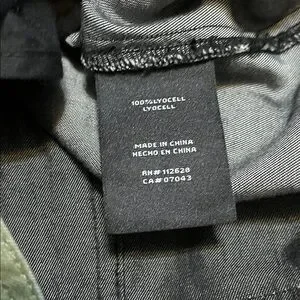 100%LYOCELL
LYOCELL
MADE IN CHINA
HECHO EN CHINA
RN# 112628
CA# 07043